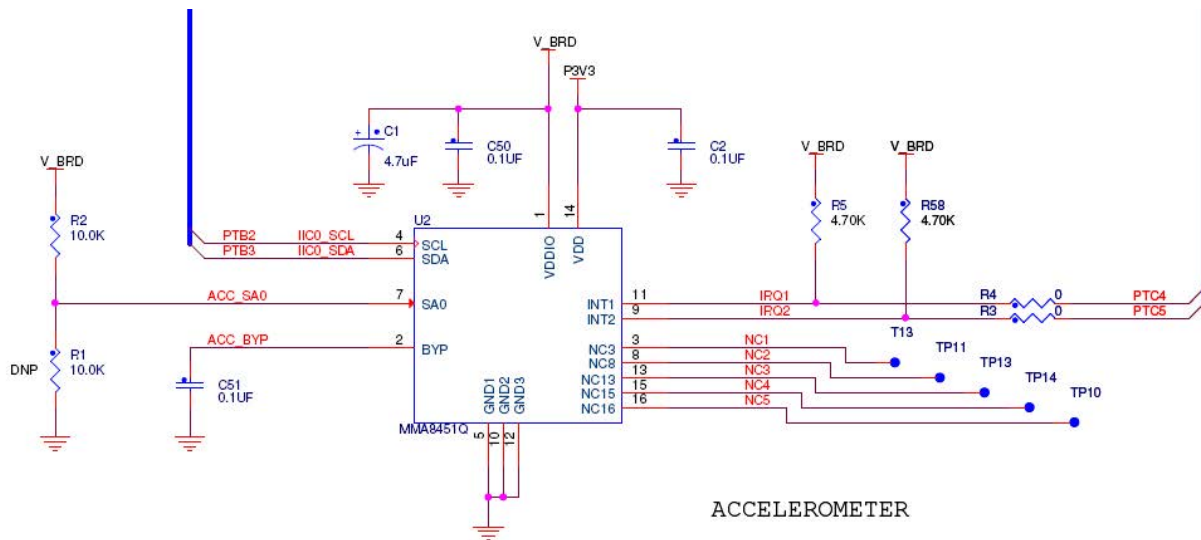 V_BRD
P3V3
C1
4.7uF
C50
0.1UF
C2
0.1UF
V_BRD
V_BRD
V_BRD
R2
10.0K
R5
4.70K
R58
4.70K
U2
1
14
VDDIO
VDD
PTB2 IIC0_SCL 4 SCL
PTB3 IIC0_SDA 6 SDA
ACC_SA0 7 SA0
INT1 11 IRQ1 R4 0 PTC4
INT2 9 IRQ2 R3 0 PTC5
ACC_BYP 2 BYP
NC3 3 NC1 T13
NC8 8 NC2 TP11
NC13 13 NC3 TP13
NC15 15 NC4 TP14
NC16 16 NC5 TP10
DNP
R1
10.0K
C51
0.1UF
GND1
GND2
GND3
MMA8451Q
5
10
12
ACCELEROMETER